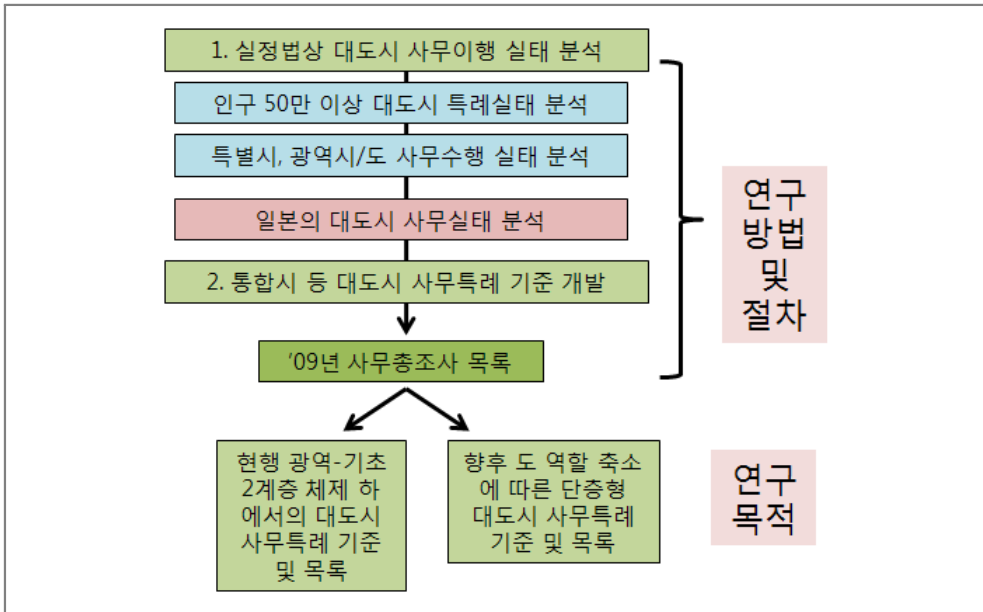 1. 실정법상 대도시 사무이행 실태 분석
인구 50만 이상 대도시 특례실태 분석
특별시, 광역시/도 사무수행 실태 분석
일본의 대도시 사무실태 분석
2. 통합시 등 대도시 사무특례 기준 개발
‘09년 사무총조사 목록
연구
방법
및
절차
현행 광역-기초
2계층 체제 하
에서의 대도시
사무특례 기준
및 목록
향후 도 역할 축소
에 따른 단층형
대도시 사무특례
기준 및 목록
연구
목적